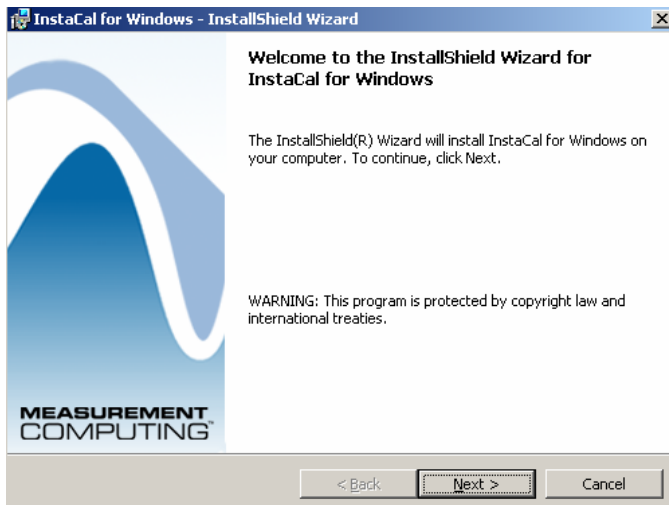 InstaCal for Windows - InstallShield Wizard
Welcome to the InstallShield Wizard for
InstaCal for Windows
The InstallShield(R) Wizard will install InstaCal for Windows on
your computer. To continue, click Next.
WARNING: This program is protected by copyright law and
international treaties.
MEASUREMENT
COMPUTING™
< Back
Next >
Cancel